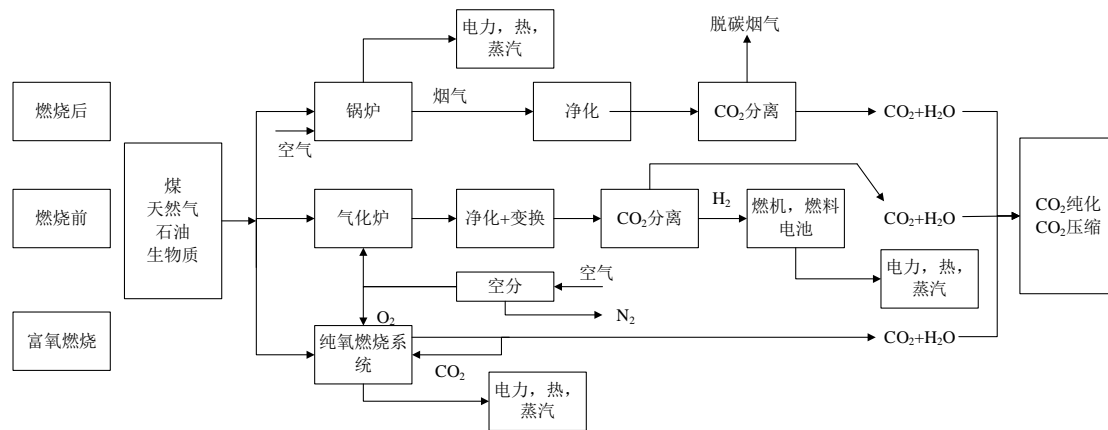 电力，热，
蒸汽
脱碳烟气
燃烧后
锅炉
烟气
净化
CO₂分离
CO₂+H₂O
空气
煤
天然气
石油
生物质
燃烧前
气化炉
净化+变换
CO₂分离
H₂
燃机，燃料
电池
CO₂+H₂O
CO₂纯化
CO₂压缩
电力，热，
蒸汽
空分
空气
N₂
O₂
富氧燃烧
纯氧燃烧系
统
CO₂
CO₂+H₂O
电力，热，
蒸汽